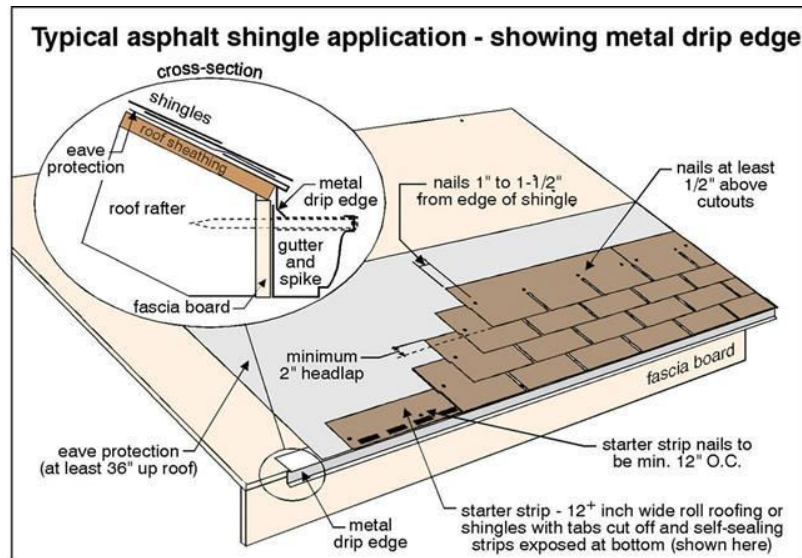 Typical asphalt shingle application - showing metal drip edge
cross-section
shingles
roof sheathing
eave
protection
roof rafter
metal
drip edge
gutter
and
spike
fascia board
nails 1" to 1-1/2"
from edge of shingle
nails at least
1/2" above
cutouts
minimum
2" headlap
fascia board
eave protection
(at least 36" up roof)
starter strip nails to
be min. 12" O.C.
metal
drip edge
starter strip - 12+ inch wide roll roofing or
shingles with tabs cut off and self-sealing
strips exposed at bottom (shown here)